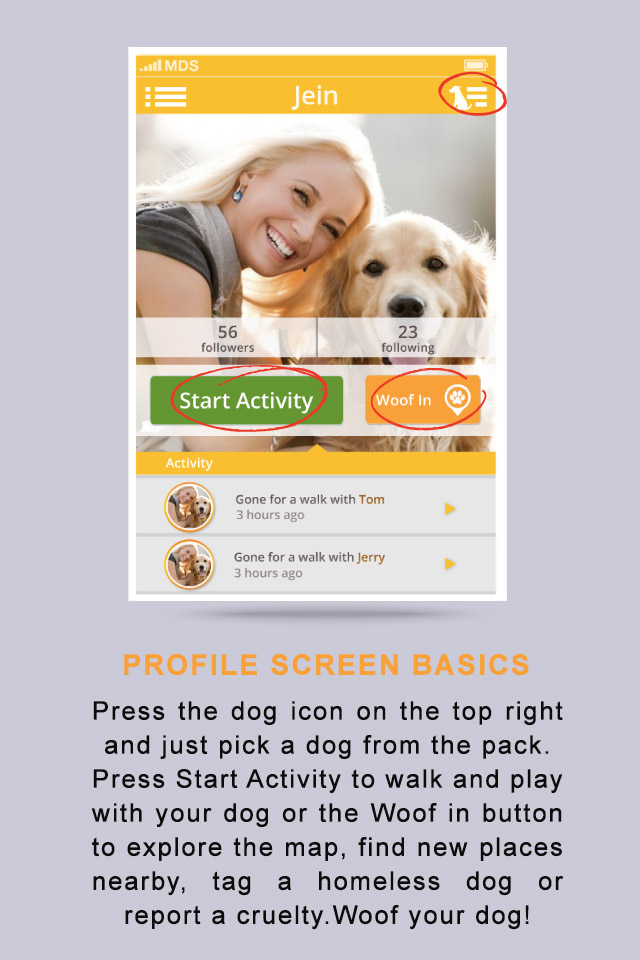 MDS
Jein
56
followers
23
following
Start Activity
Woof In
Activity
Gone for a walk with Tom
3 hours ago
Gone for a walk with Jerry
3 hours ago
PROFILE SCREEN BASICS
Press the dog icon on the top right
and just pick a dog from the pack.
Press Start Activity to walk and play
with your dog or the Woof in button
to explore the map, find new places
nearby, tag a homeless dog or
report a cruelty.Woof your dog!